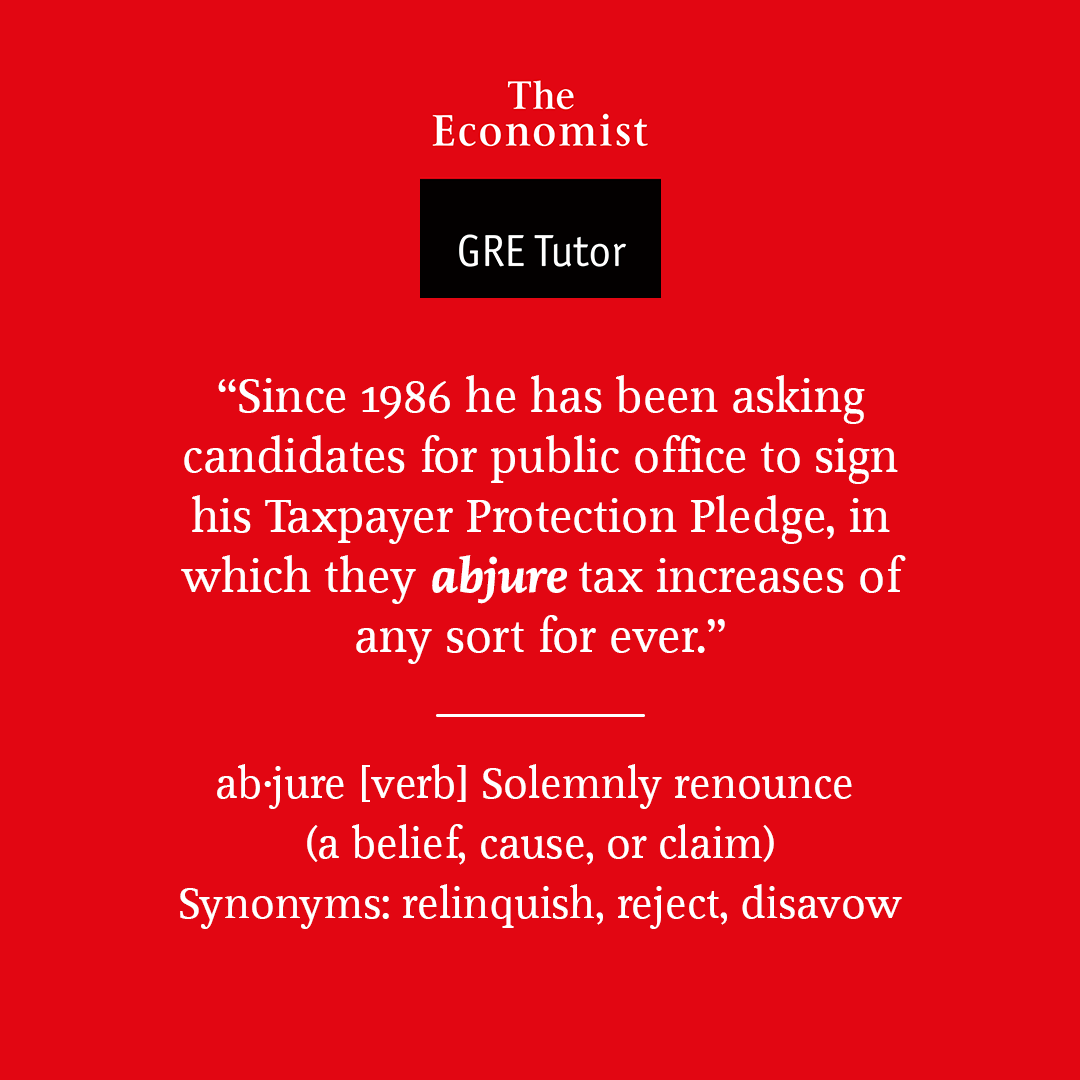 The
Economist
GRE Tutor
“Since 1986 he has been asking
candidates for public office to sign
his Taxpayer Protection Pledge, in
which they abjure tax increases of
any sort for ever.”
ab·jure [verb] Solemnly renounce
(a belief, cause, or claim)
Synonyms: relinquish, reject, disavow